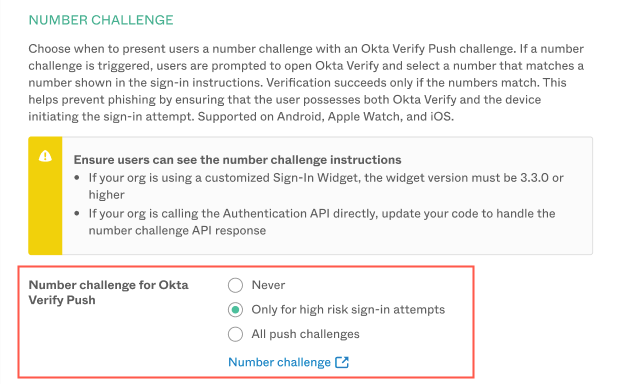 NUMBER CHALLENGE
Choose when to present users a number challenge with an Okta Verify Push challenge. If a number
challenge is triggered, users are prompted to open Okta Verify and select a number that matches a
number shown in the sign-in instructions. Verification succeeds only if the numbers match. This
helps prevent phishing by ensuring that the user possesses both Okta Verify and the device
initiating the sign-in attempt. Supported on Android, Apple Watch, and iOS.
Ensure users can see the number challenge instructions
• If your org is using a customized Sign-In Widget, the widget version must be 3.3.0 or
higher
• If your org is calling the Authentication API directly, update your code to handle the
number challenge API response
Number challenge for Okta
Verify Push
Never
Only for high risk sign-in attempts
All push challenges
Number challenge